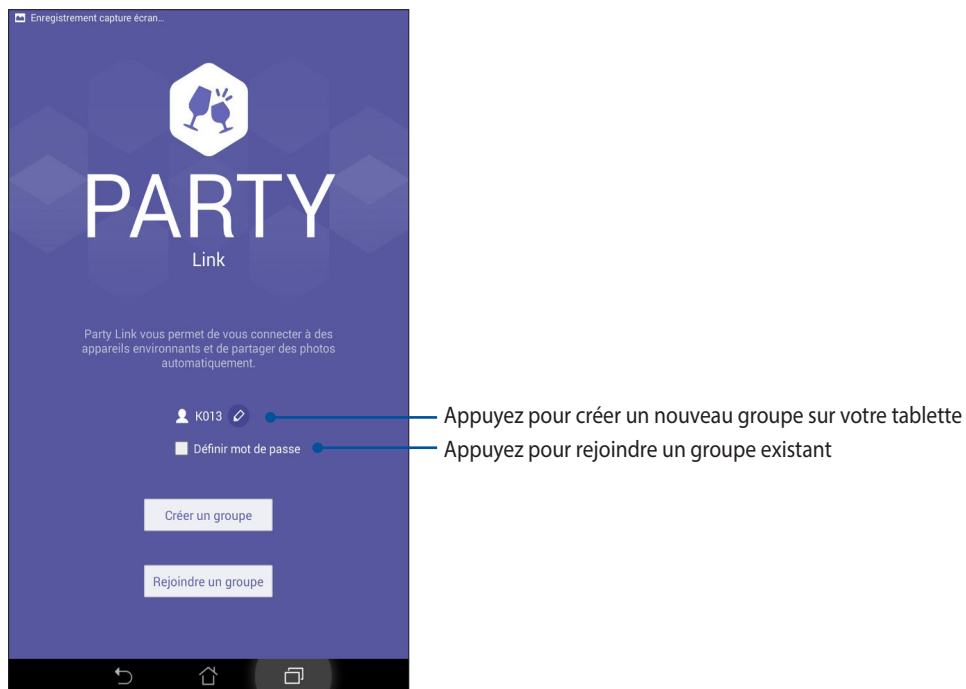 Enregistrement capture écran...
PARTY
Link
Party Link vous permet de vous connecter à des
appareils environnants et de partager des photos
automatiquement.
K013
Appuyez pour créer un nouveau groupe sur votre tablette
Définir mot de passe
Appuyez pour rejoindre un groupe existant
Créer un groupe
Rejoindre un groupe